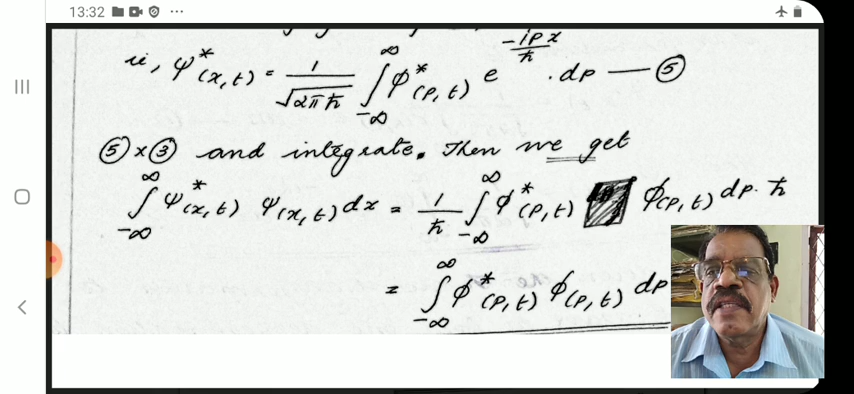 13:32
ie, ψ*(x,t) = 1/√2πħ ∫_{-∞}^{∞} ϕ*(p,t) e^{-ipx/ħ} . dp — ⑤
⑤ × ③ and integrate. Then we get
∫_{-∞}^{∞} ψ*(x,t) ψ(x,t) dx = 1/ħ ∫_{-∞}^{∞} ϕ*(p,t) ϕ(p,t) dp. ħ
= ∫_{-∞}^{∞} ϕ*(p,t) ϕ(p,t) dp